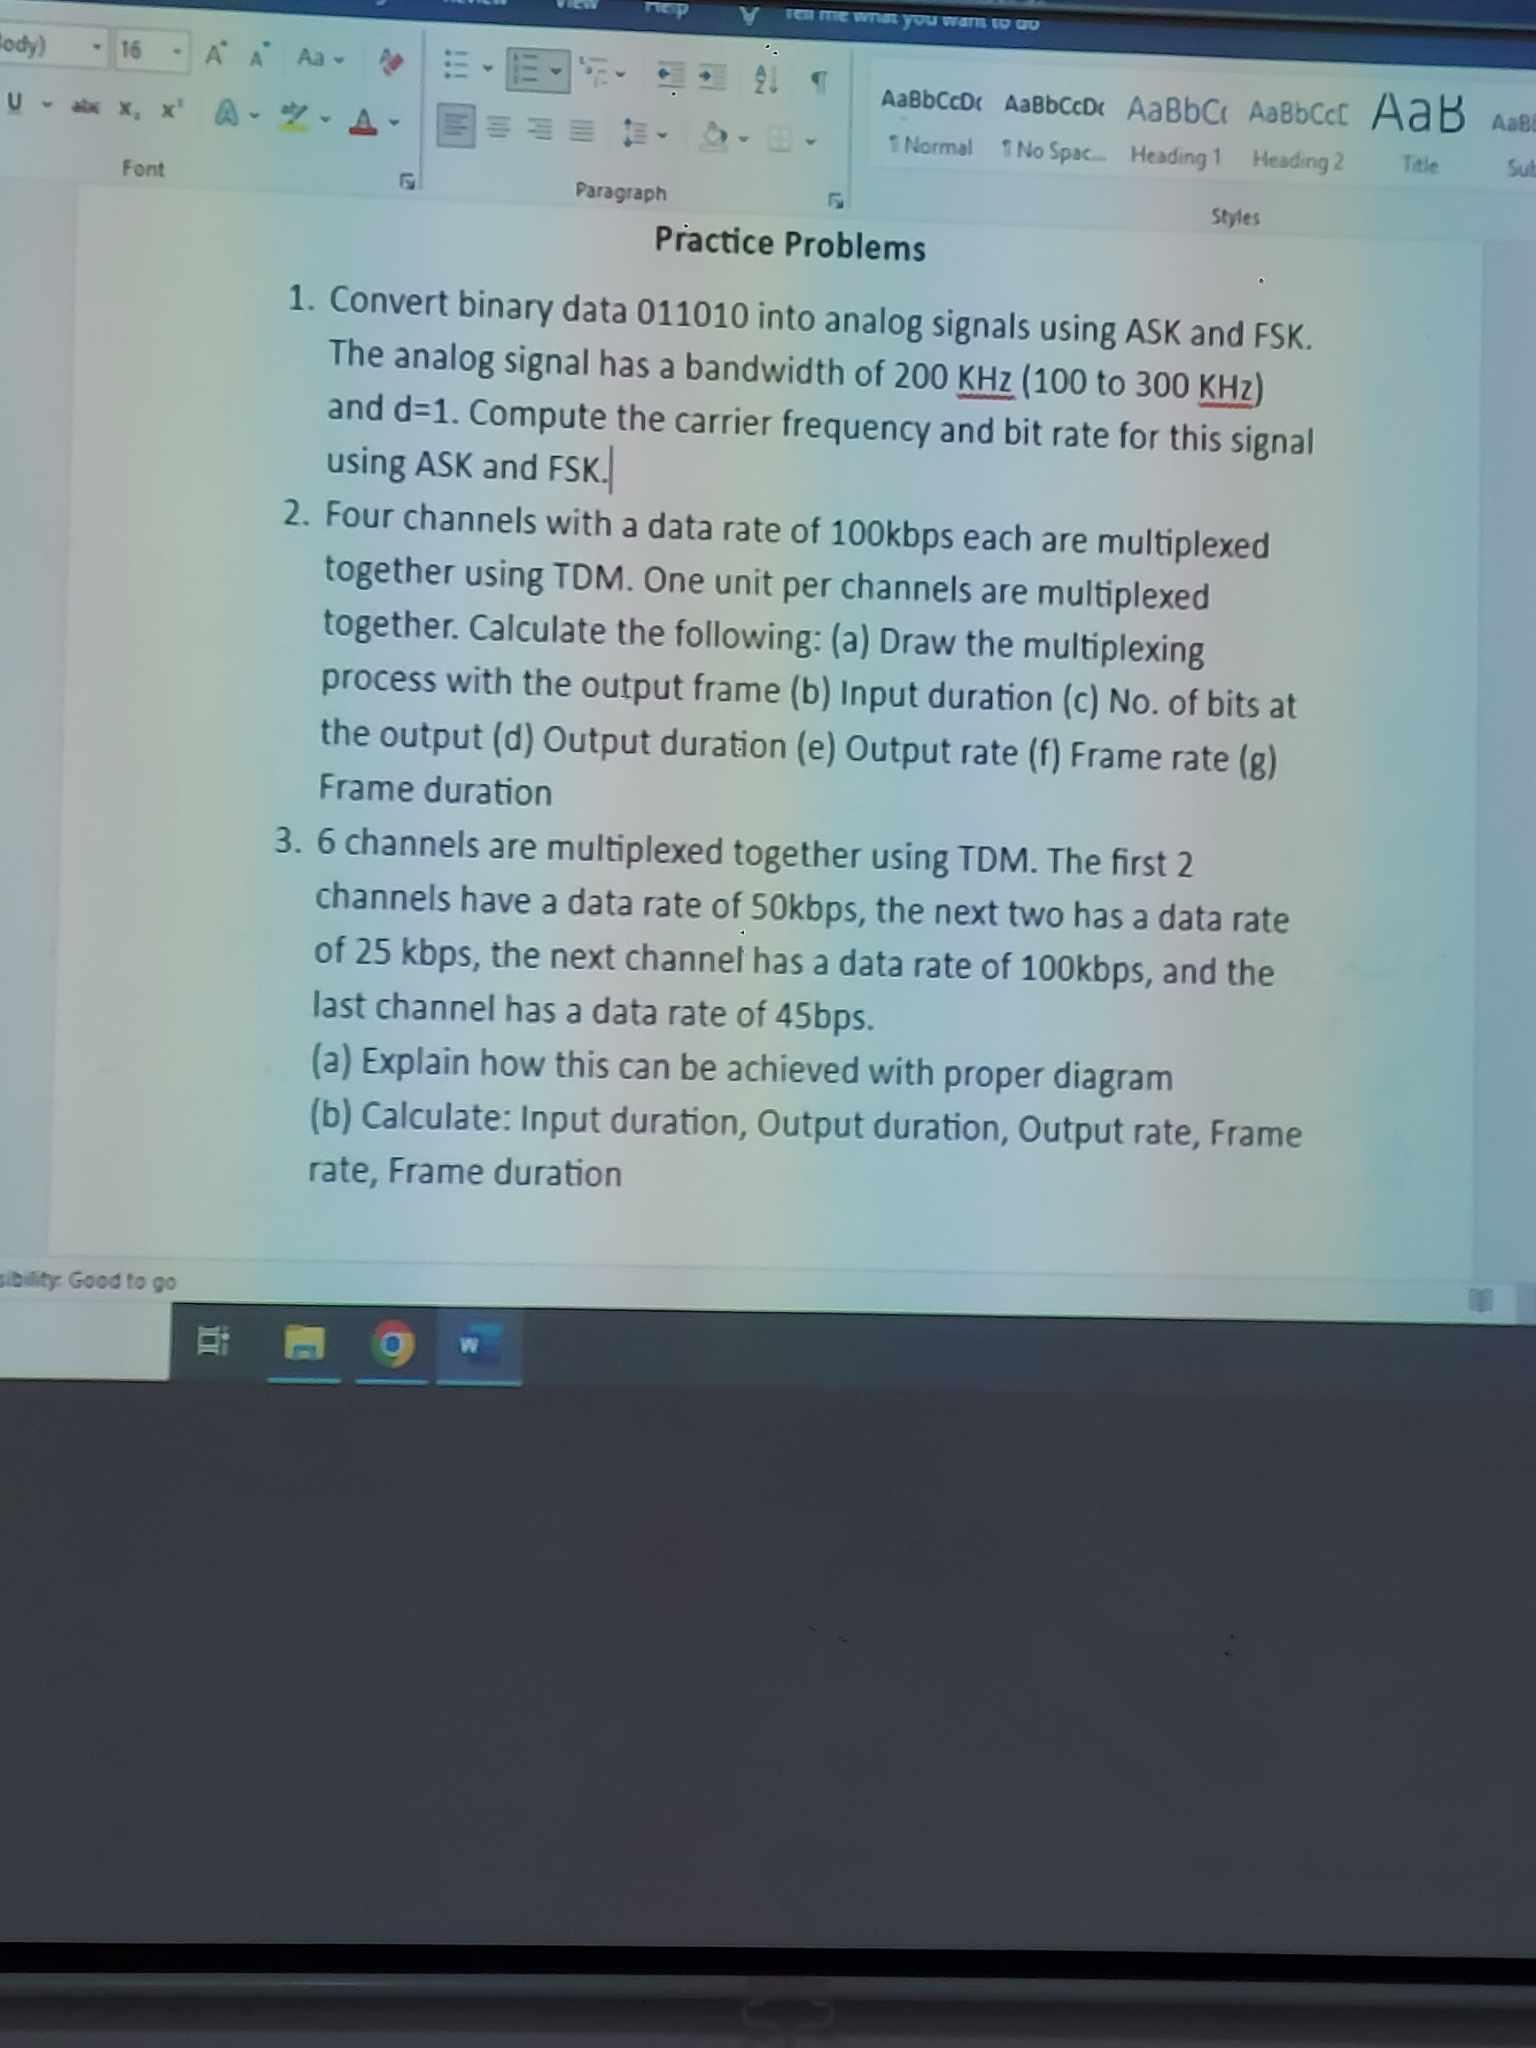 Help Tell me what you want to do
16 A A Aa
U abc x₂ x² A aby A
Font Paragraph Styles
AaBbCcDc AaBbCcDc AaBbCc AaBbCcD AaB
¶ Normal ¶ No Spac... Heading 1 Heading 2 Title
Practice Problems
1. Convert binary data 011010 into analog signals using ASK and FSK.
The analog signal has a bandwidth of 200 KHz (100 to 300 KHz)
and d=1. Compute the carrier frequency and bit rate for this signal
using ASK and FSK.
2. Four channels with a data rate of 100kbps each are multiplexed
together using TDM. One unit per channels are multiplexed
together. Calculate the following: (a) Draw the multiplexing
process with the output frame (b) Input duration (c) No. of bits at
the output (d) Output duration (e) Output rate (f) Frame rate (g)
Frame duration
3. 6 channels are multiplexed together using TDM. The first 2
channels have a data rate of 50kbps, the next two has a data rate
of 25 kbps, the next channel has a data rate of 100kbps, and the
last channel has a data rate of 45bps.
(a) Explain how this can be achieved with proper diagram
(b) Calculate: Input duration, Output duration, Output rate, Frame
rate, Frame duration
sibility: Good to go
W